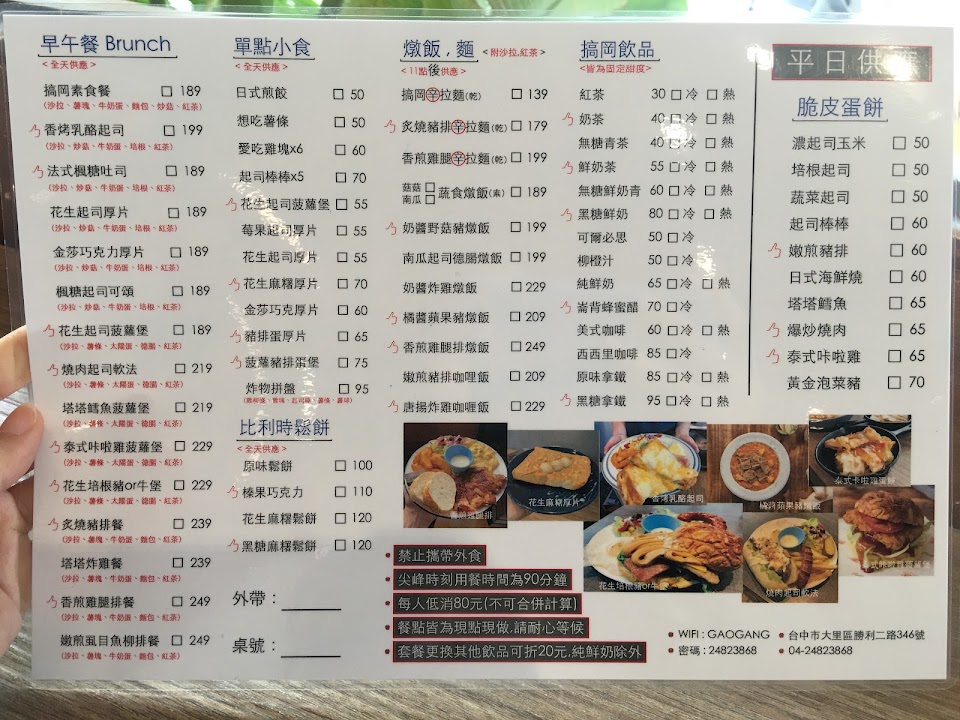 早午餐 Brunch
<全天供應>
搞岡素食餐 □ 189
(沙拉、薯塊、牛奶蛋、麵包、炒菇、紅茶)
香烤乳酪起司 □ 199
(沙拉、炒菇、牛奶蛋、培根、紅茶)
法式楓糖吐司 □ 189
(沙拉、炒菇、牛奶蛋、培根、紅茶)
花生起司厚片 □ 189
(沙拉、炒菇、牛奶蛋、培根、紅茶)
金莎巧克力厚片 □ 189
(沙拉、炒菇、牛奶蛋、培根、紅茶)
楓糖起司可頌 □ 189
(沙拉、炒菇、牛奶蛋、培根、紅茶)
花生起司菠蘿堡 □ 189
(沙拉、薯條、太陽蛋、德腸、紅茶)
燒肉起司軟法 □ 219
(沙拉、薯條、太陽蛋、德腸、紅茶)
塔塔鱈魚菠蘿堡 □ 219
(沙拉、薯條、太陽蛋、德腸、紅茶)
泰式咔啦雞菠蘿堡 □ 229
(沙拉、薯條、太陽蛋、德腸、紅茶)
花生培根豬or牛堡 □ 229
(沙拉、薯條、太陽蛋、德腸、紅茶)
炙燒豬排餐 □ 239
(沙拉、薯塊、牛奶蛋、麵包、紅茶)
塔塔炸雞餐 □ 239
(沙拉、薯塊、牛奶蛋、麵包、紅茶)
香煎雞腿排餐 □ 249
(沙拉、薯塊、牛奶蛋、麵包、紅茶)
嫩煎虱目魚柳排餐 □ 249
(沙拉、薯塊、牛奶蛋、麵包、紅茶)
單點小食
<全天供應>
日式煎餃 □ 50
想吃薯條 □ 50
愛吃雞塊x6 □ 60
起司棒棒x5 □ 70
花生起司菠蘿堡 □ 55
莓果起司厚片 □ 55
花生起司厚片 □ 55
花生麻糬厚片 □ 70
金莎巧克力厚片 □ 60
豬排蛋厚片 □ 65
菠蘿豬排蛋堡 □ 75
炸物拼盤 □ 95
比利時鬆餅
<全天供應>
原味鬆餅 □ 100
榛果巧克力 □ 110
花生麻糬鬆餅 □ 120
黑糖麻糬鬆餅 □ 120
外帶:
桌號:
燉飯,麵 <附沙拉,紅茶>
<11點後供應>
搞岡辛拉麵(乾) □ 139
炙燒豬排辛拉麵(乾) □ 179
香煎雞腿辛拉麵(乾) □ 199
菇菇 □
南瓜 □ 蔬食燉飯(素) □ 189
奶醬野菇豬燉飯 □ 199
南瓜起司德腸燉飯 □ 199
奶醬炸雞燉飯 □ 229
橘醬蘋果豬燉飯 □ 209
香煎雞腿排燉飯 □ 249
嫩煎豬排咖哩飯 □ 209
唐揚炸雞咖哩飯 □ 229
搞岡飲品
<皆為固定甜度>
紅茶 30 □ 冷 □ 熱
奶茶 40 □ 冷 □ 熱
無糖青茶 40 □ 冷 □ 熱
鮮奶茶 55 □ 冷 □ 熱
無糖鮮奶青 60 □ 冷 □ 熱
黑糖鮮奶 80 □ 冷 □ 熱
可爾必思 50 □ 冷
柳橙汁 50 □ 冷
純鮮奶 65 □ 冷 □ 熱
崙背蜂蜜醋 70 □ 冷
美式咖啡 60 □ 冷 □ 熱
西西里咖啡 85 □ 冷
原味拿鐵 85 □ 冷 □ 熱
黑糖拿鐵 95 □ 冷 □ 熱
平日供應
脆皮蛋餅
濃起司玉米 □ 50
培根起司 □ 50
蔬菜起司 □ 50
起司棒棒 □ 60
嫩煎豬排 □ 60
日式海鮮燒 □ 60
塔塔鱈魚 □ 65
爆炒燒肉 □ 65
泰式咔啦雞 □ 65
黃金泡菜豬 □ 70
香煎雞腿排
花生麻糬厚片
香烤乳酪起司
橘醬蘋果豬燉飯
泰式卡啦雞蛋餅
花生培根豬or牛堡
燒肉起司軟法
泰式咔啦雞菠蘿堡
禁止攜帶外食
尖峰時刻用餐時間為90分鐘
每人低消80元(不可合併計算)
餐點皆為現點現做,請耐心等候
套餐更換其他飲品可折20元,純鮮奶除外
WIFI : GAOGANG
密碼 : 24823868
台中市大里區勝利二路346號
04-24823868